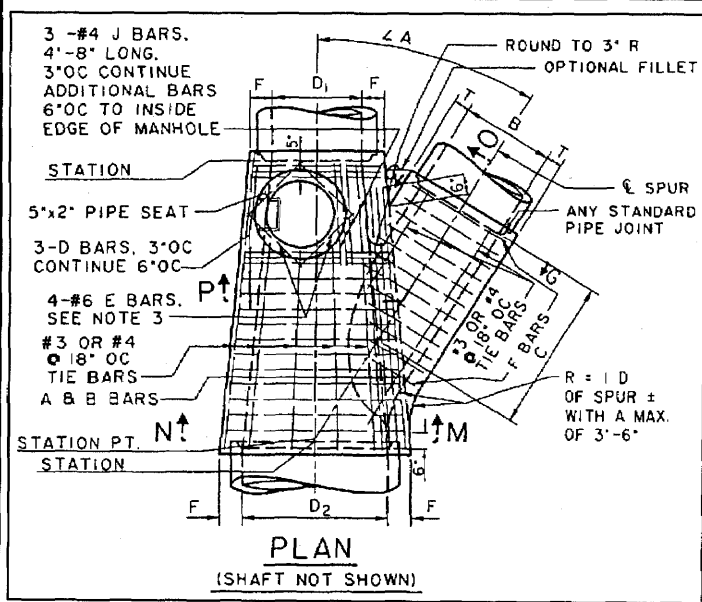 3 -#4 J BARS,
4'-8" LONG,
3"OC CONTINUE
ADDITIONAL BARS
6"OC TO INSIDE
EDGE OF MANHOLE
STATION
5"x2" PIPE SEAT
3-D BARS, 3"OC
CONTINUE 6"OC
P
4-#6 E BARS,
SEE NOTE 3
#3 OR #4
@ 18" OC
TIE BARS
A & B BARS
N
STATION PT.
STATION
F
D₁
F
5"
∠A
ROUND TO 3" R
OPTIONAL FILLET
T
B
T
O
6"
℄ SPUR
ANY STANDARD
PIPE JOINT
G
#3 OR #4
@ 18" OC
TIE BARS
F BARS
C
R = 1 D
OF SPUR ±
WITH A MAX.
OF 3'-6"
M
6"
F
D₂
F
PLAN
(SHAFT NOT SHOWN)